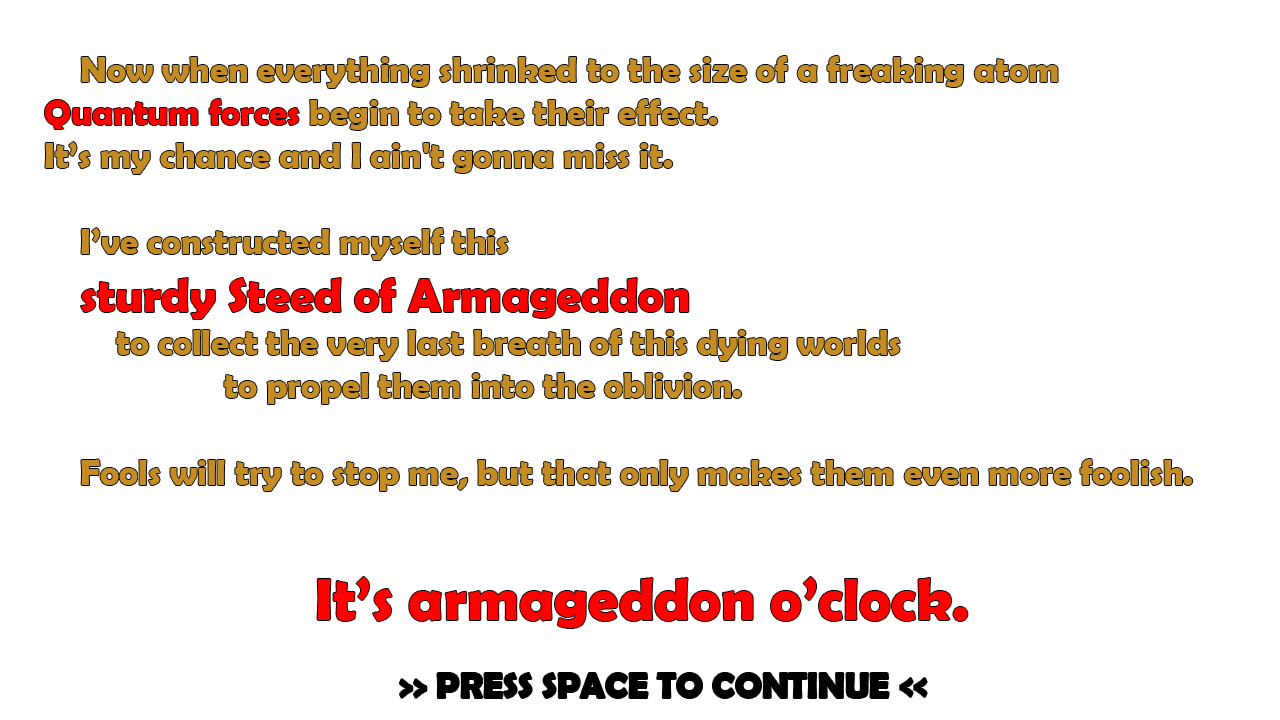 Now when everything shrinked to the size of a freaking atom
Quantum forces begin to take their effect.
It’s my chance and I ain't gonna miss it.
I’ve constructed myself this
sturdy Steed of Armageddon
to collect the very last breath of this dying worlds
to propel them into the oblivion.
Fools will try to stop me, but that only makes them even more foolish.
It’s armageddon o’clock.
>> PRESS SPACE TO CONTINUE <<